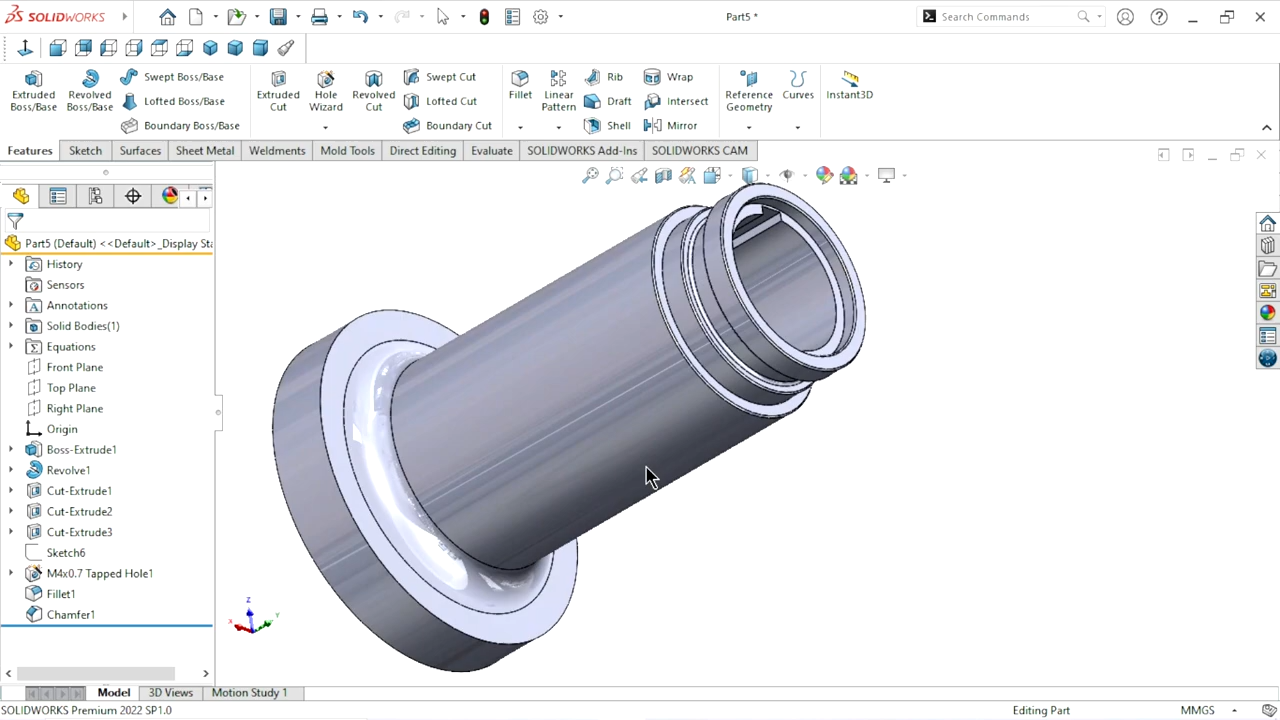 SOLIDWORKS
Part5 *
Search Commands
Extruded Boss/Base
Revolved Boss/Base
Swept Boss/Base
Lofted Boss/Base
Boundary Boss/Base
Extruded Cut
Hole Wizard
Revolved Cut
Swept Cut
Lofted Cut
Boundary Cut
Fillet
Linear Pattern
Rib
Draft
Shell
Wrap
Intersect
Mirror
Reference Geometry
Curves
Instant3D
Features
Sketch
Surfaces
Sheet Metal
Weldments
Mold Tools
Direct Editing
Evaluate
SOLIDWORKS Add-Ins
SOLIDWORKS CAM
Part5 (Default) <<Default>_Display Sta
History
Sensors
Annotations
Solid Bodies(1)
Equations
Front Plane
Top Plane
Right Plane
Origin
Boss-Extrude1
Revolve1
Cut-Extrude1
Cut-Extrude2
Cut-Extrude3
Sketch6
M4x0.7 Tapped Hole1
Fillet1
Chamfer1
Z
X
Y
Model
3D Views
Motion Study 1
SOLIDWORKS Premium 2022 SP1.0
Editing Part
MMGS